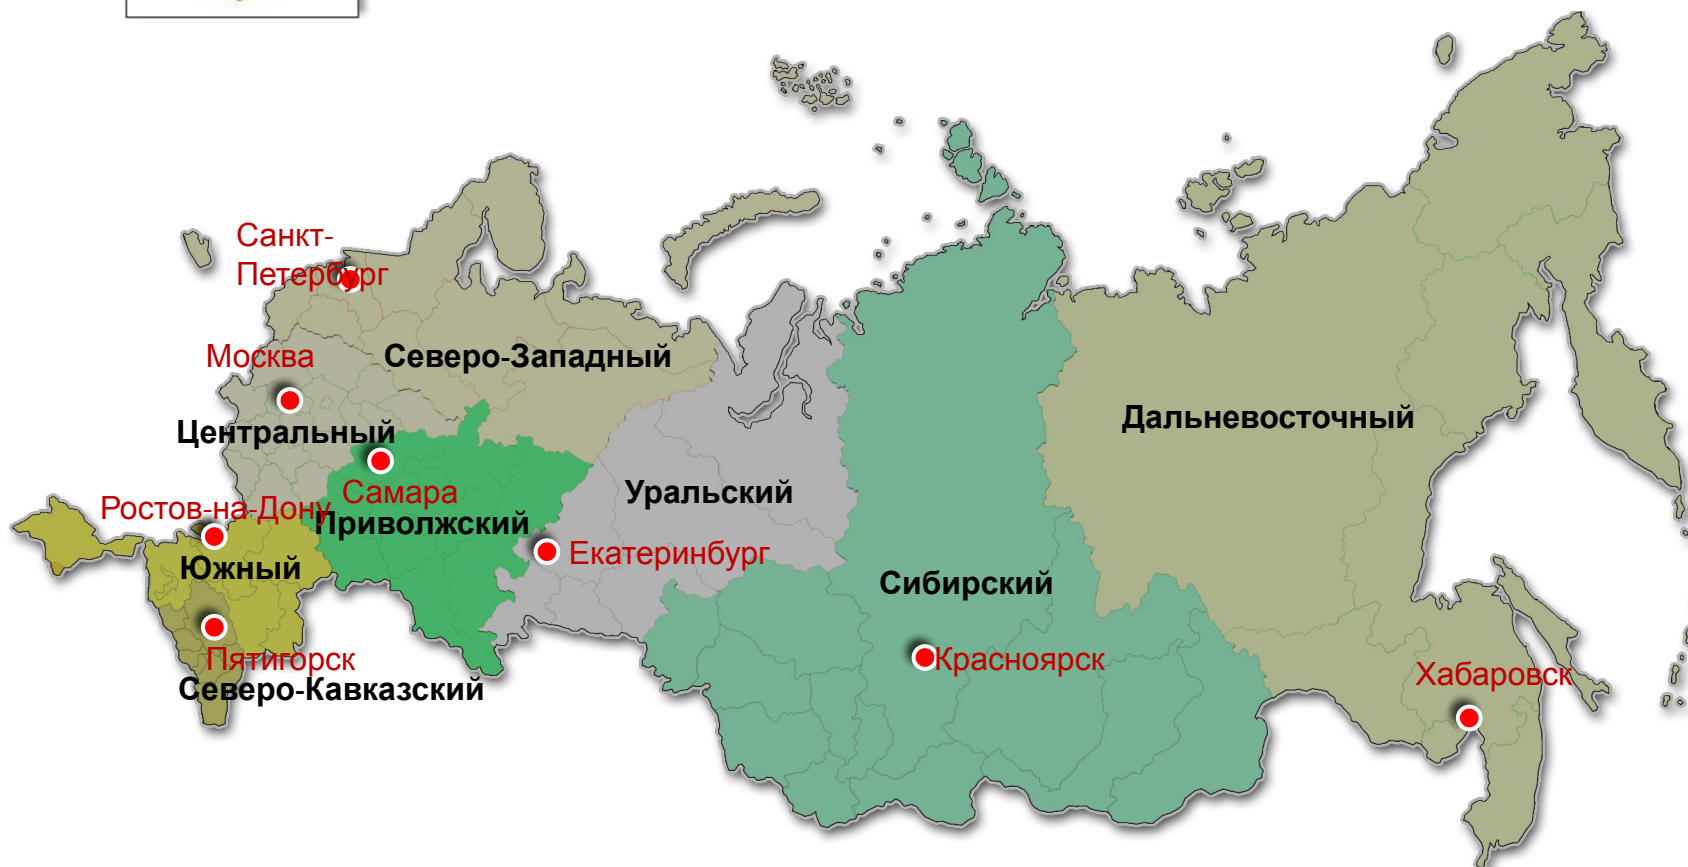 Санкт-
Петербург
Москва
Северо-Западный
Центральный
Дальневосточный
Самара
Уральский
Ростов-на-Дону
Приволжский
Екатеринбург
Южный
Сибирский
Пятигорск
Красноярск
Хабаровск
Северо-Кавказский